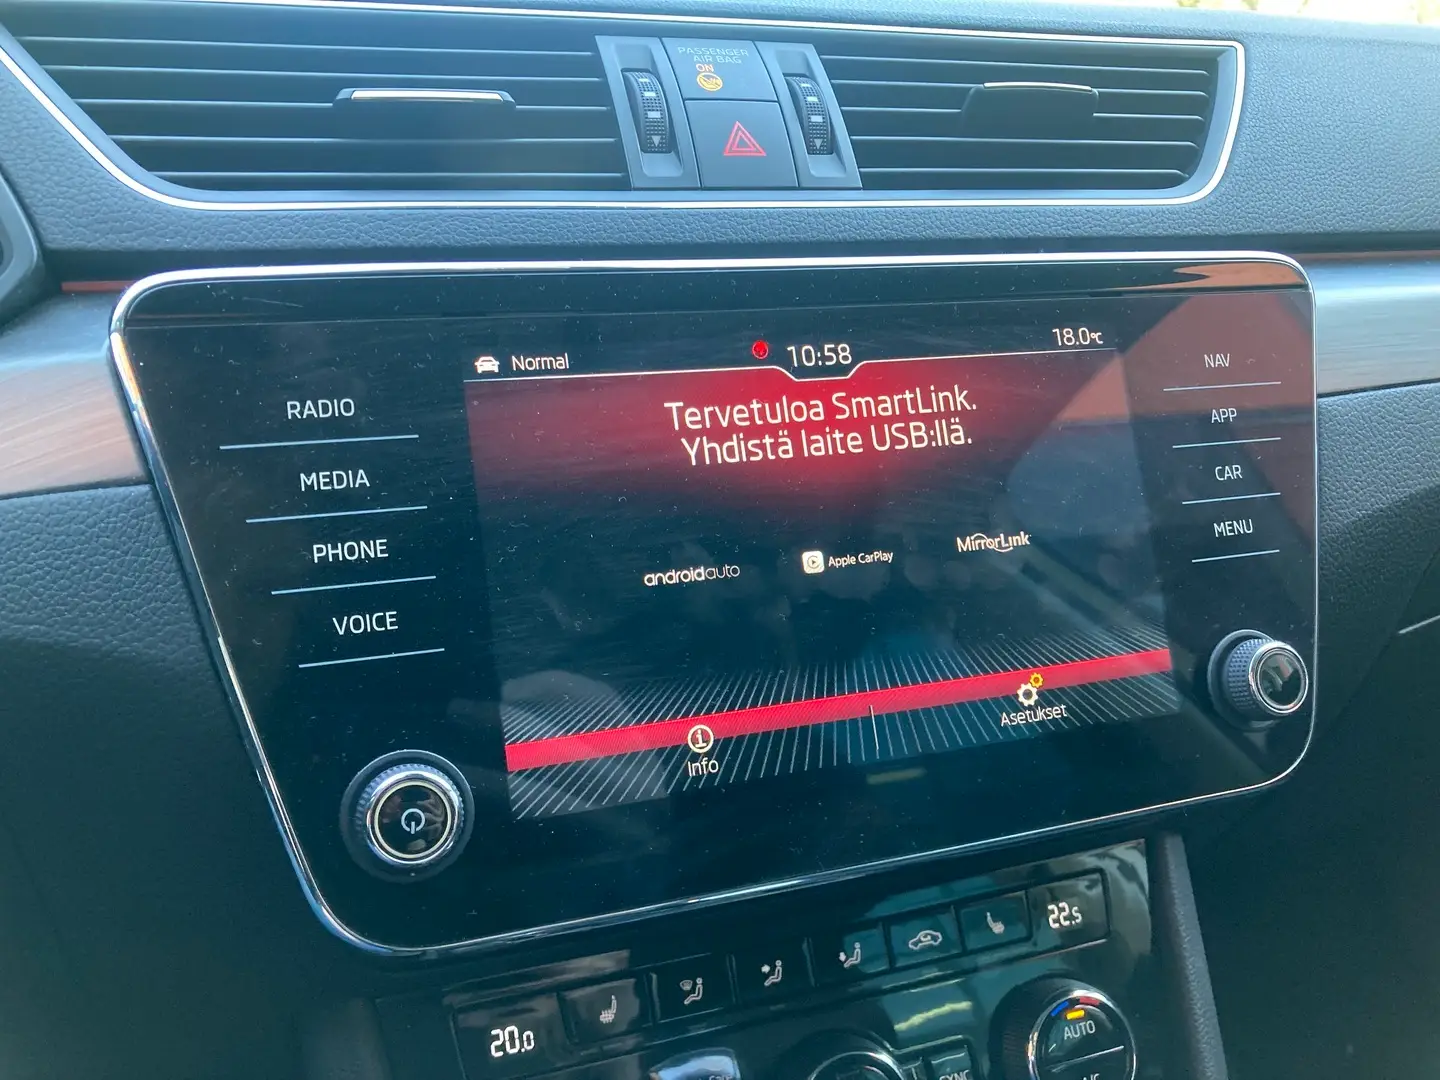 PASSENGER
AIR BAG
ON
Normal
10:58
18.0°C
RADIO
MEDIA
PHONE
VOICE
Tervetuloa SmartLink.
Yhdistä laite USB:llä.
androidauto
Apple CarPlay
MirrorLink
Info
Asetukset
NAV
APP
CAR
MENU
20.0
22.5
AUTO
A/C
SYNC